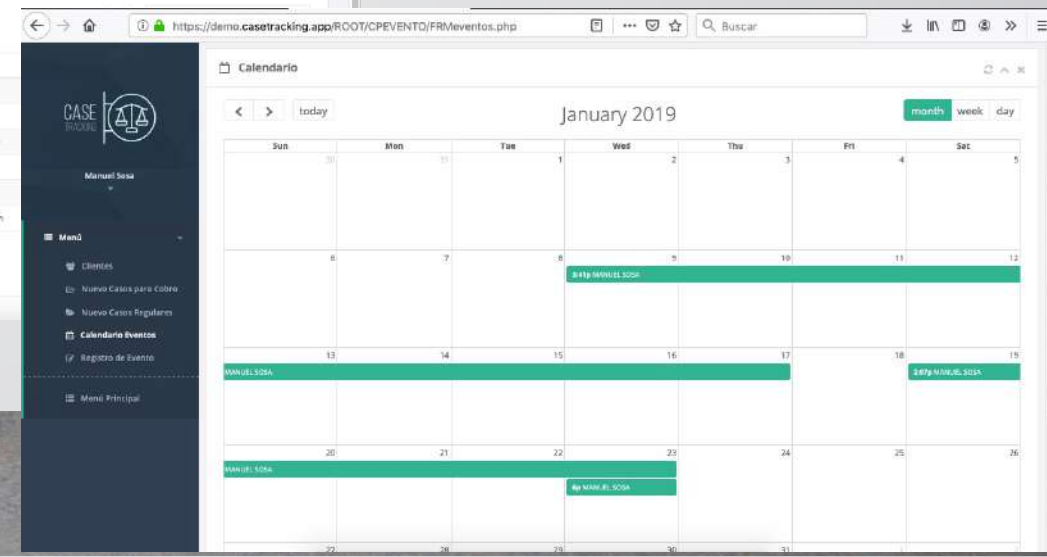 https://demo.casetracking.app/ROOT/CPEVENTO/FRMeventos.php
Buscar
CASE
TRACKING
Manuel Sosa
Menú
Clientes
Nuevo Casos para Cobro
Nuevo Casos Regulares
Calendario Eventos
Registro de Evento
Menú Principal
Calendario
today
January 2019
month week day
Sun Mon Tue Wed Thu Fri Sat
30 31 1 2 3 4 5
6 7 8 9 10 11 12
MANUEL SOSA
13 14 15 16 17 18 19
MANUEL SOSA
2:07p MANUEL SOSA
20 21 22 23 24 25 26
MANUEL SOSA
6p MANUEL SOSA
27 28 29 30 31